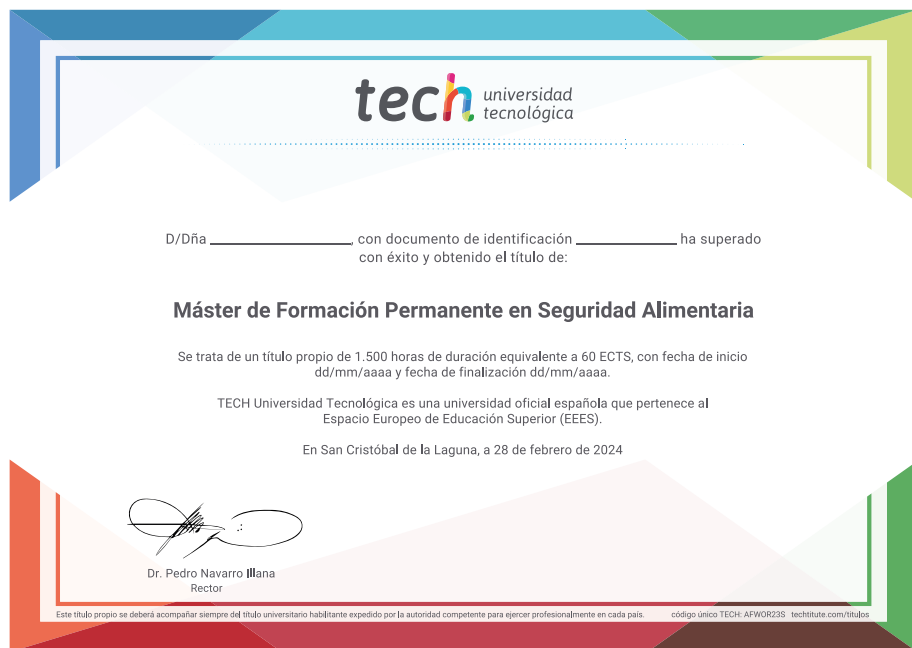 tech universidad
tecnológica
D/Dña ____________, con documento de identificación ____________ ha superado
con éxito y obtenido el título de:
Máster de Formación Permanente en Seguridad Alimentaria
Se trata de un título propio de 1.500 horas de duración equivalente a 60 ECTS, con fecha de inicio
dd/mm/aaaa y fecha de finalización dd/mm/aaaa.
TECH Universidad Tecnológica es una universidad oficial española que pertenece al
Espacio Europeo de Educación Superior (EEES).
En San Cristóbal de la Laguna, a 28 de febrero de 2024
Dr. Pedro Navarro Illana
Rector
Este título propio se deberá acompañar siempre del título universitario habilitante expedido por la autoridad competente para ejercer profesionalmente en cada país. código único TECH: AFWOR23S techtitute.com/titulos